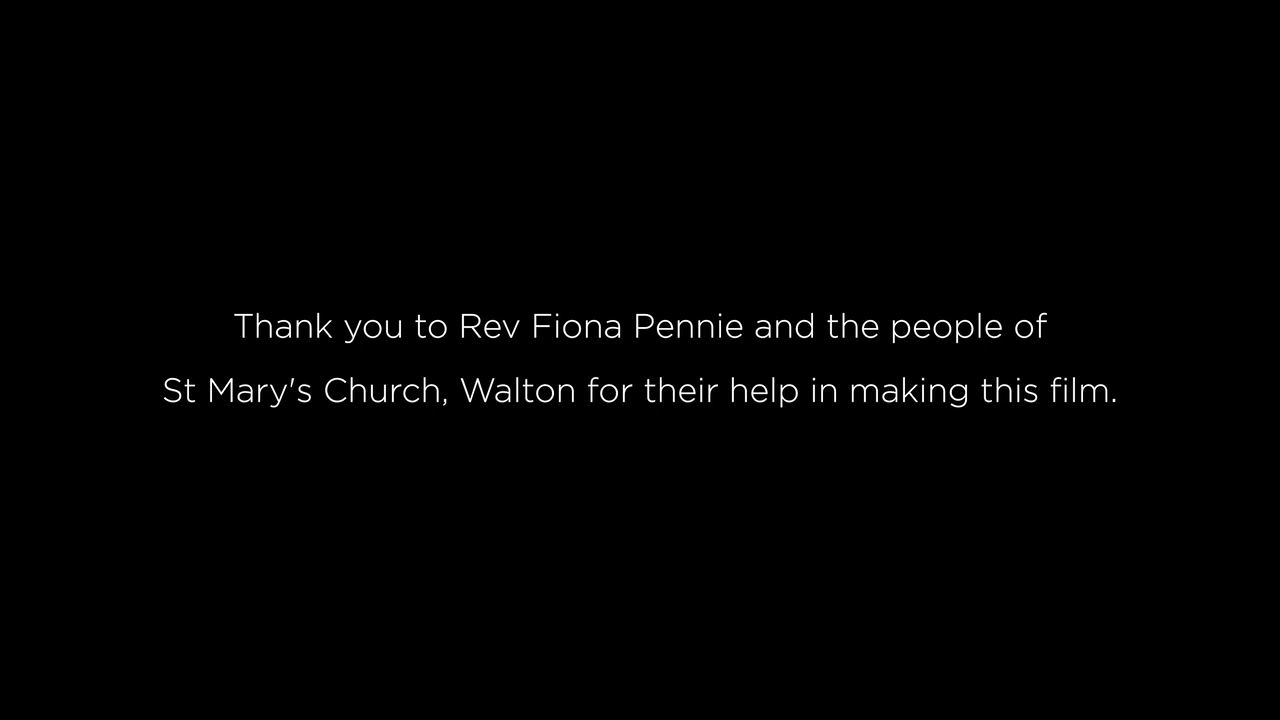 Thank you to Rev Fiona Pennie and the people of
St Mary's Church, Walton for their help in making this film.